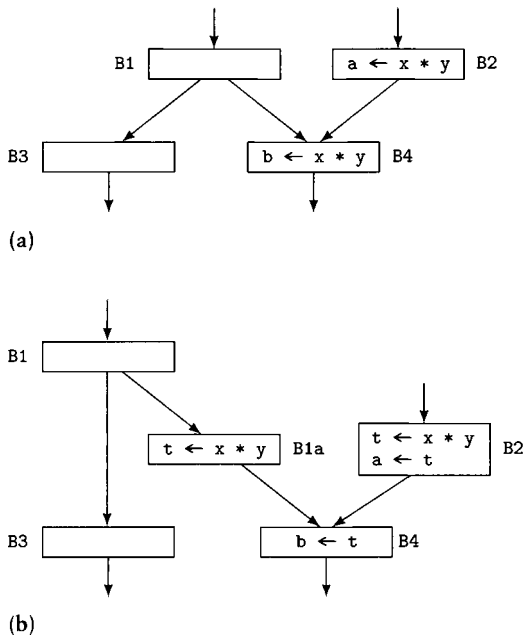 B1
a ← x * y B2
B3
b ← x * y B4
(a)
B1
t ← x * y B1a
t ← x * y
a ← t
B2
B3
b ← t B4
(b)